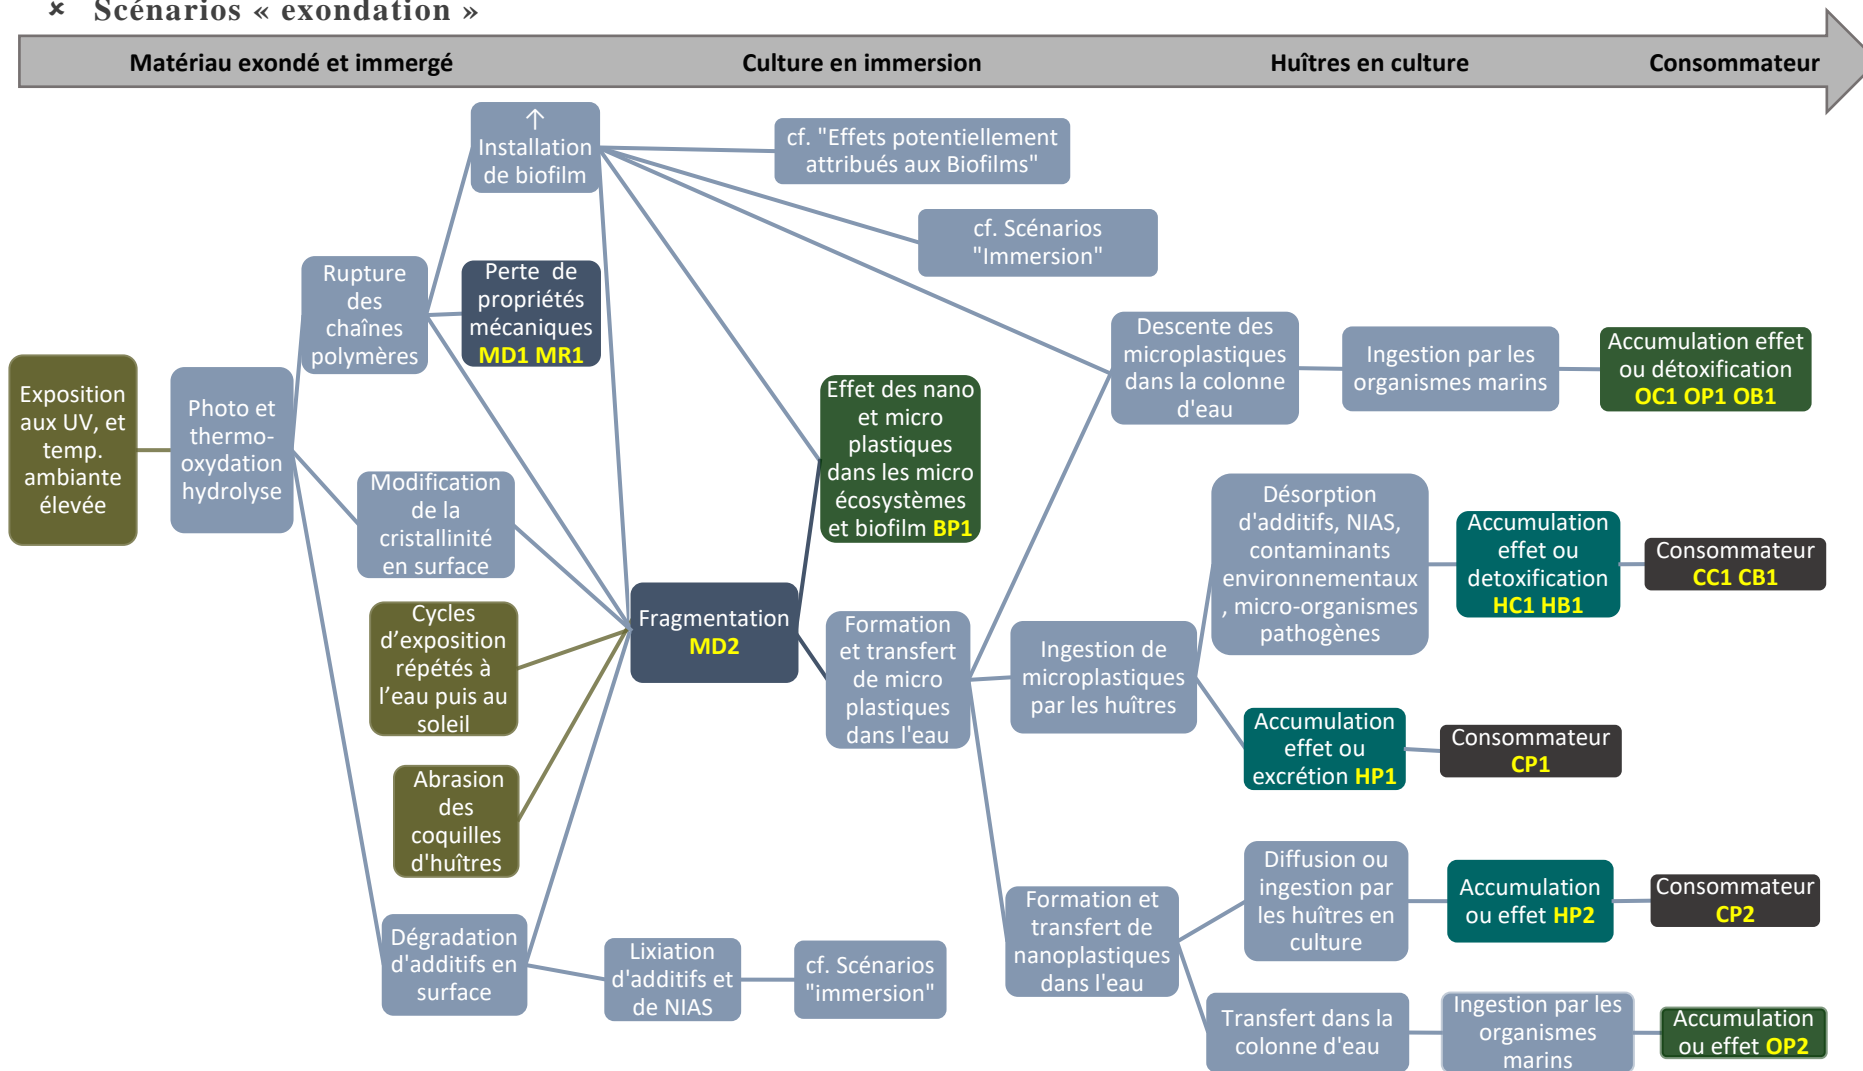 × Scénarios « exondation »
Matériau exondé et immergé
Culture en immersion
Huîtres en culture
Consommateur
↑
Installation
de biofilm
cf. "Effets potentiellement
attribués aux Biofilms"
cf. Scénarios
"Immersion"
Rupture
des
chaînes
polymères
Perte de
propriétés
mécaniques
MD1 MR1
Exposition
aux UV, et
temp.
ambiante
élevée
Photo et
thermo-
oxydation
hydrolyse
Modification
de la
cristallinité
en surface
Cycles
d’exposition
répétés à
l’eau puis au
soleil
Abrasion
des
coquilles
d'huîtres
Dégradation
d'additifs en
surface
Lixiation
d'additifs et
de NIAS
cf. Scénarios
"immersion"
Fragmentation
MD2
Effet des nano
et micro
plastiques
dans les micro
écosystèmes
et biofilm BP1
Formation
et transfert
de micro
plastiques
dans l'eau
Descente des
microplastiques
dans la colonne
d'eau
Ingestion par les
organismes marins
Accumulation effet
ou détoxification
OC1 OP1 OB1
Ingestion de
microplastiques
par les huîtres
Désorption
d'additifs, NIAS,
contaminants
environnementaux
, micro-organismes
pathogènes
Accumulation
effet ou
detoxification
HC1 HB1
Consommateur
CC1 CB1
Accumulation
effet ou
excrétion HP1
Consommateur
CP1
Formation et
transfert de
nanoplastiques
dans l'eau
Diffusion ou
ingestion par
les huîtres en
culture
Accumulation
ou effet HP2
Consommateur
CP2
Transfert dans la
colonne d'eau
Ingestion par les
organismes
marins
Accumulation
ou effet OP2